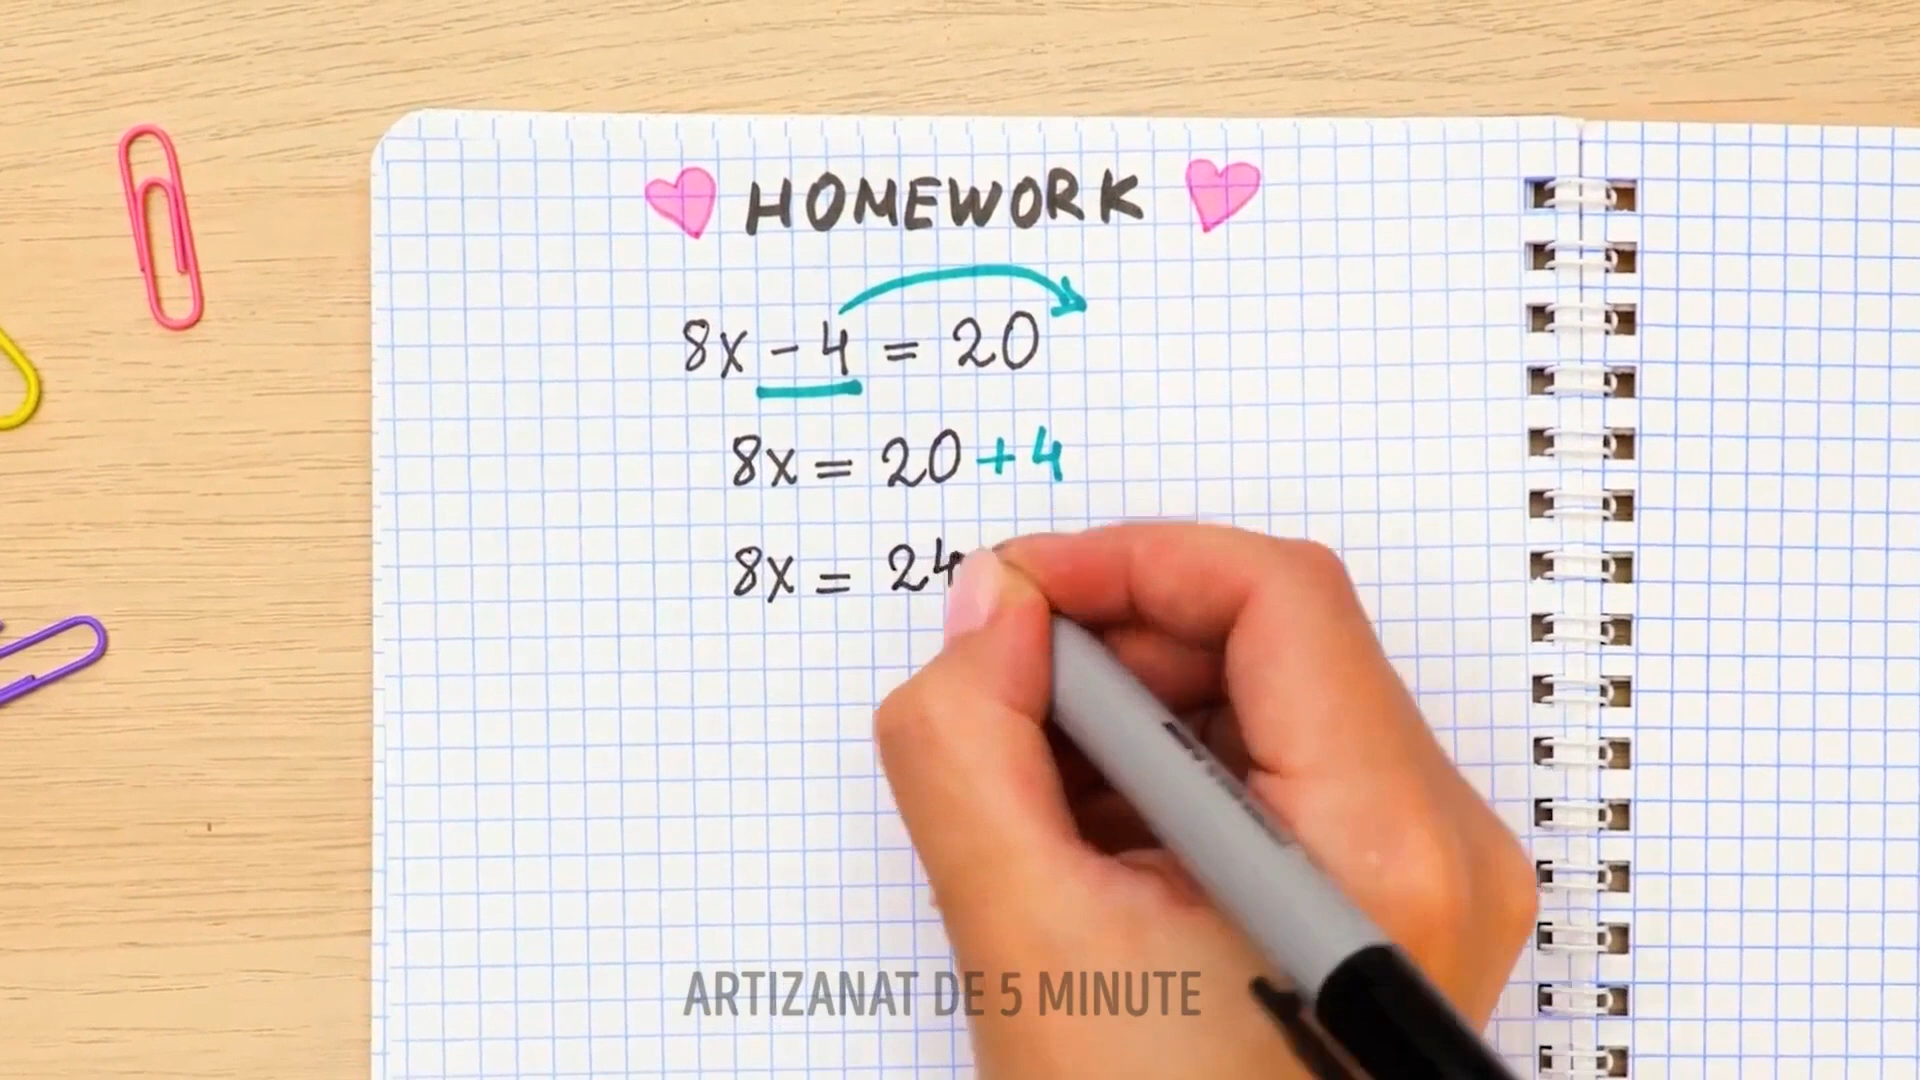 HOMEWORK
8x - 4 = 20
8x = 20 + 4
8x = 24
ARTIZANAT DE 5 MINUTE